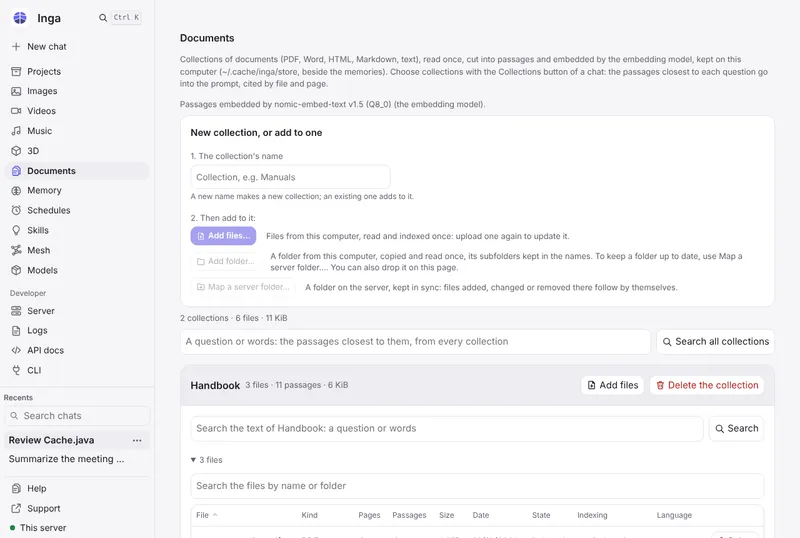 Inga
Ctrl K
New chat
Projects
Images
Videos
Music
3D
Documents
Memory
Schedules
Skills
Mesh
Models
Developer
Server
Logs
API docs
CLI
Recents
Search chats
Review Cache.java
Summarize the meeting ...
Help
Support
This server
Documents
Collections of documents (PDF, Word, HTML, Markdown, text), read once, cut into passages and embedded by the embedding model, kept on this
computer (~/.cache/inga/store, beside the memories). Choose collections with the Collections button of a chat: the passages closest to each question go
into the prompt, cited by file and page.
Passages embedded by nomic-embed-text v1.5 (Q8_0) (the embedding model).
New collection, or add to one
1. The collection's name
Collection, e.g. Manuals
A new name makes a new collection; an existing one adds to it.
2. Then add to it:
Add files... Files from this computer, read and indexed once: upload one again to update it.
Add folder... A folder from this computer, copied and read once, its subfolders kept in the names. To keep a folder up to date, use Map a
server folder.... You can also drop it on this page.
Map a server folder... A folder on the server, kept in sync: files added, changed or removed there follow by themselves.
2 collections · 6 files · 11 KiB
A question or words: the passages closest to them, from every collection
Search all collections
Handbook 3 files · 11 passages · 6 KiB
Add files
Delete the collection
Search the text of Handbook: a question or words
Search
▾ 3 files
Search the files by name or folder
File Kind Pages Passages Size Date State Indexing Language